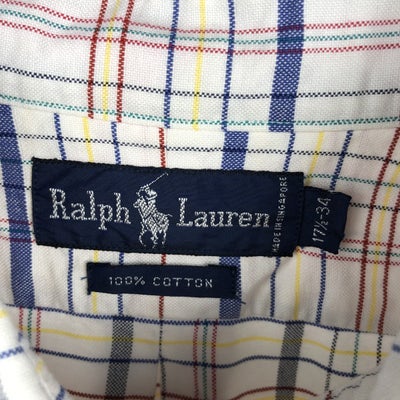 Ralph Lauren
MADE IN SINGAPORE
17½-34
100% COTTON